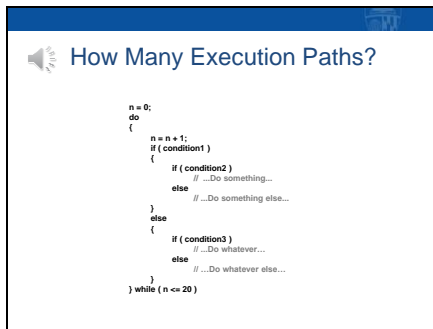 How Many Execution Paths?
n = 0;
do
{
n = n + 1;
if ( condition1 )
{
if ( condition2 )
// ...Do something...
else
// ...Do something else...
}
else
{
if ( condition3 )
// ...Do whatever…
else
// …Do whatever else…
}
} while ( n <= 20 )